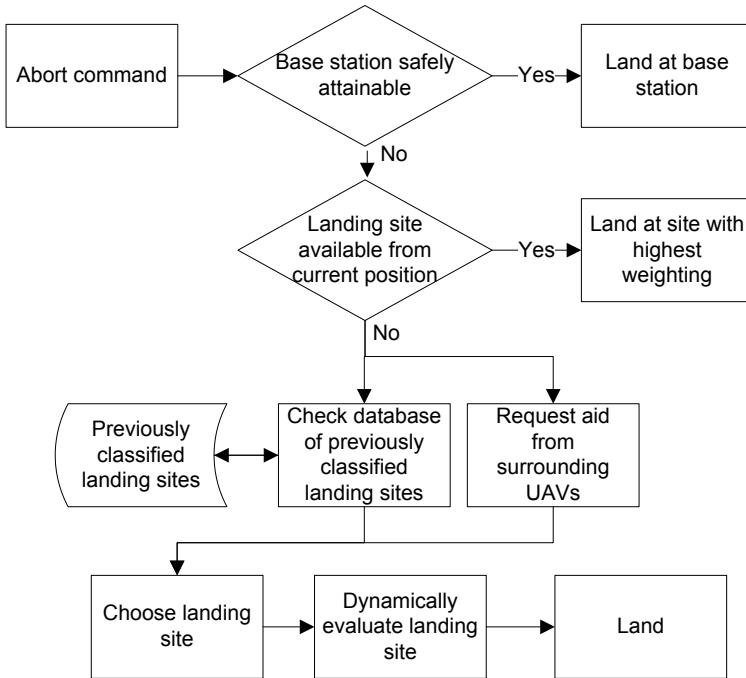 Abort command
Base station safely
attainable
Yes
Land at base
station
No
Landing site
available from
current position
Yes
Land at site with
highest
weighting
No
Previously
classified
landing sites
Check database
of previously
classified
landing sites
Request aid
from
surrounding
UAVs
Choose landing
site
Dynamically
evaluate landing
site
Land